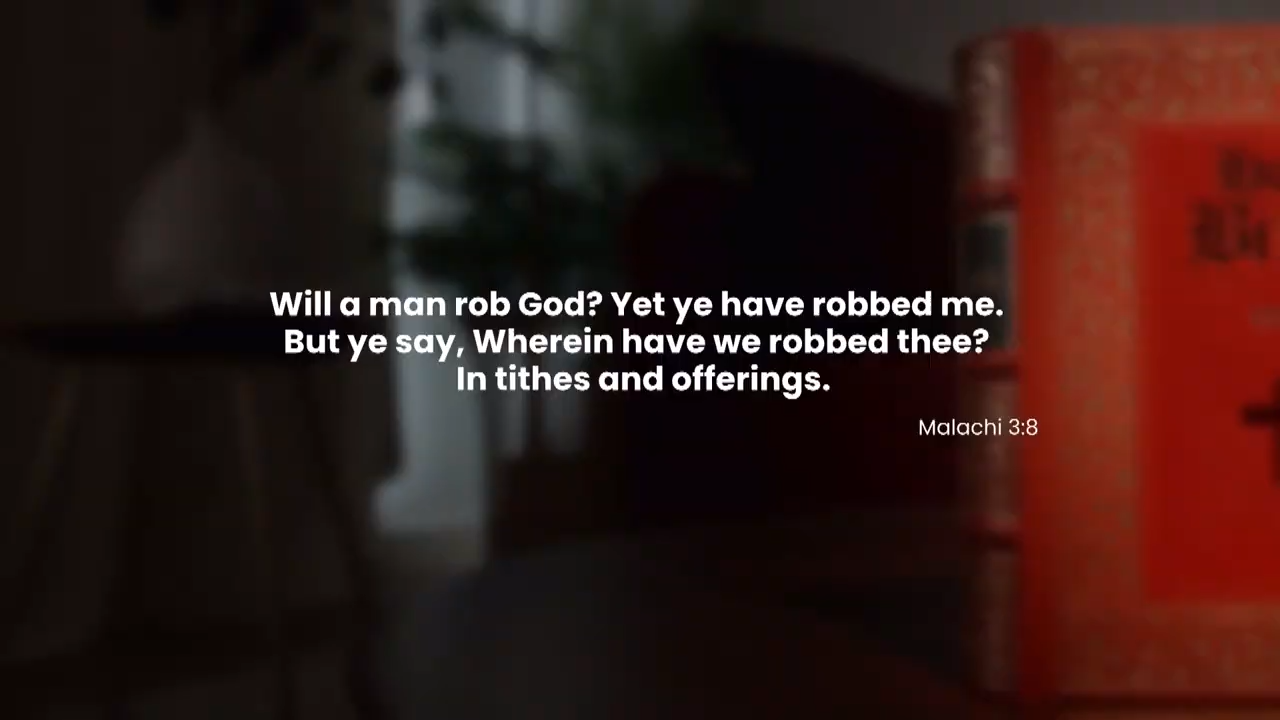 Will a man rob God? Yet ye have robbed me.
But ye say, Wherein have we robbed thee?
In tithes and offerings.
Malachi 3:8